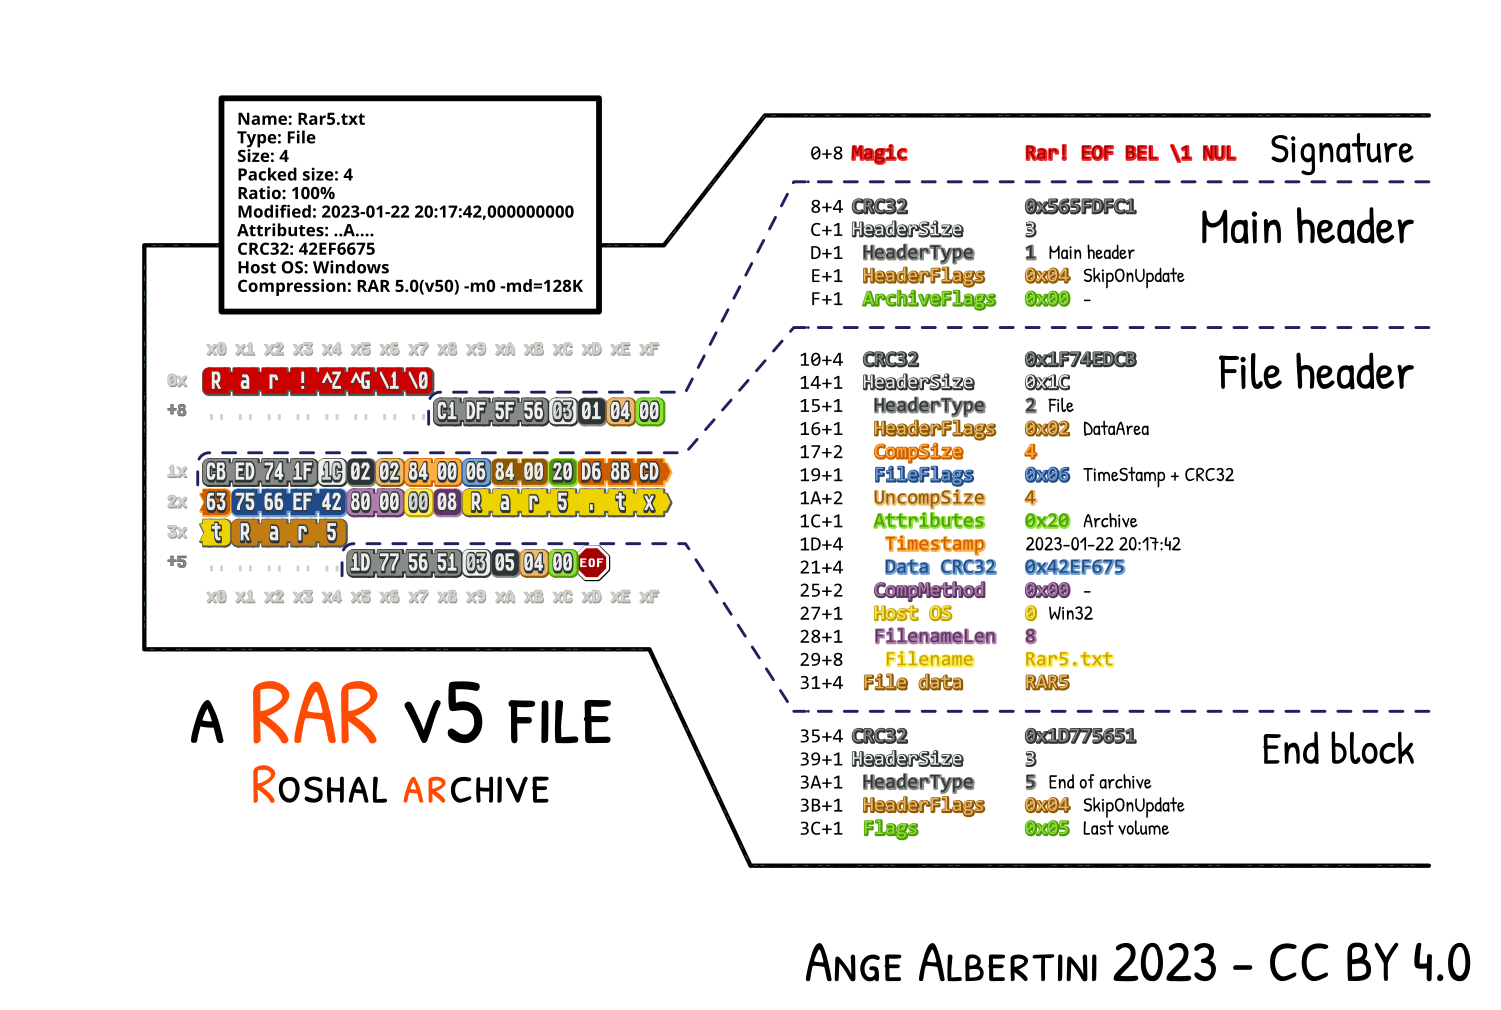 Name: Rar5.txt
Type: File
Size: 4
Packed size: 4
Ratio: 100%
Modified: 2023-01-22 20:17:42,000000000
Attributes: ..A....
CRC32: 42EF6675
Host OS: Windows
Compression: RAR 5.0(v50) -m0 -md=128K
x0 x1 x2 x3 x4 x5 x6 x7 x8 x9 xA xB xC xD xE xF
0x R a r ! ^Z ^G \1 \0
+8 .. .. .. .. .. .. .. .. C1 DF 5F 56 03 01 04 00
1x CB ED 74 1F 1C 02 02 84 00 06 84 00 20 D6 8B CD
2x 63 75 66 EF 42 80 00 00 08 R a r 5 . t x
3x t R a r 5
+5 .. .. .. .. .. 1D 77 56 51 03 05 04 00 EOF
x0 x1 x2 x3 x4 x5 x6 x7 x8 x9 xA xB xC xD xE xF
A RAR v5 FILE
ROSHAL ARCHIVE
0+8 Magic Rar! EOF BEL \1 NUL Signature
Main header
8+4 CRC32 0x565FDFC1
C+1 HeaderSize 3
D+1 HeaderType 1 Main header
E+1 HeaderFlags 0x04 SkipOnUpdate
F+1 ArchiveFlags 0x00 -
File header
10+4 CRC32 0x1F74EDCB
14+1 HeaderSize 0x1C
15+1 HeaderType 2 File
16+1 HeaderFlags 0x02 DataArea
17+2 CompSize 4
19+1 FileFlags 0x06 TimeStamp + CRC32
1A+2 UncompSize 4
1C+1 Attributes 0x20 Archive
1D+4 Timestamp 2023-01-22 20:17:42
21+4 Data CRC32 0x42EF675
25+2 CompMethod 0x00 -
27+1 Host OS 0 Win32
28+1 FilenameLen 8
29+8 Filename Rar5.txt
31+4 File data RAR5
End block
35+4 CRC32 0x1D775651
39+1 HeaderSize 3
3A+1 HeaderType 5 End of archive
3B+1 HeaderFlags 0x04 SkipOnUpdate
3C+1 Flags 0x05 Last volume
ANGE ALBERTINI 2023 - CC BY 4.0